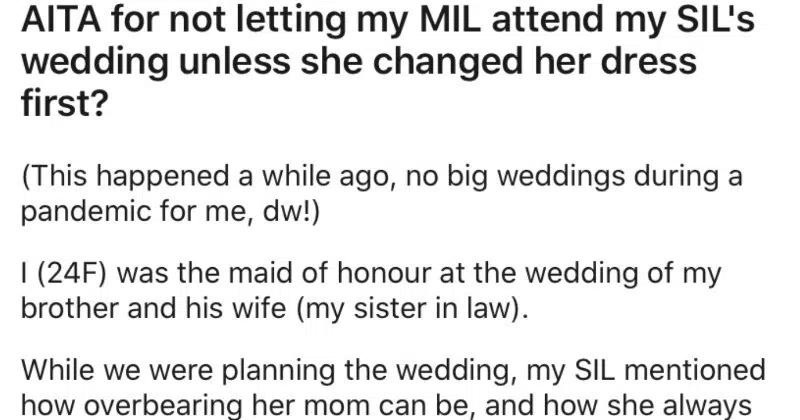 AITA for not letting my MIL attend my SIL's
wedding unless she changed her dress
first?
(This happened a while ago, no big weddings during a
pandemic for me, dw!)
I (24F) was the maid of honour at the wedding of my
brother and his wife (my sister in law).
While we were planning the wedding, my SIL mentioned
how overbearing her mom can be, and how she always